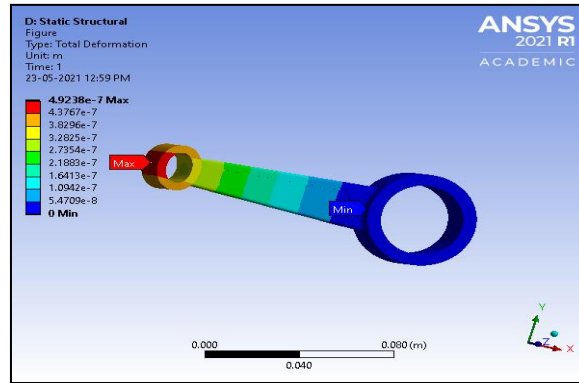 D: Static Structural
Figure
Type: Total Deformation
Unit: m
Time: 1
23-05-2021 12:59 PM
4.9238e-7 Max
4.3767e-7
3.8296e-7
3.2825e-7
2.7354e-7
2.1883e-7
1.6413e-7
1.0942e-7
5.4709e-8
0 Min
ANSYS
2021 R1
ACADEMIC
Max
Min
0.000
0.080 (m)
0.040
Y
Z
X